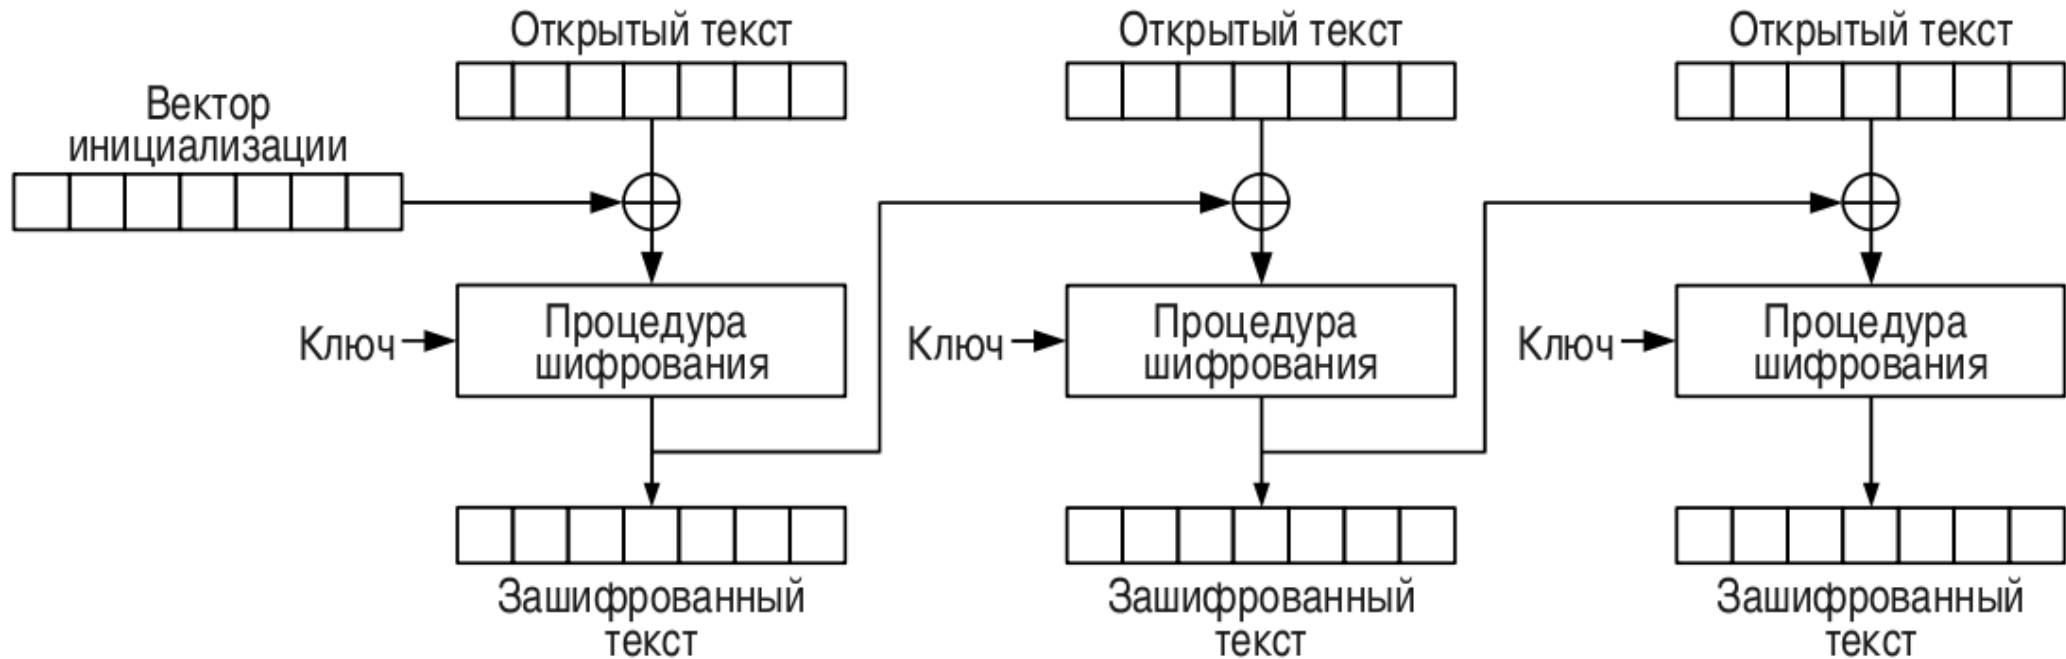 Открытый текст
Открытый текст
Открытый текст
Вектор
инициализации
Ключ
Процедура
шифрования
Ключ
Процедура
шифрования
Ключ
Процедура
шифрования
Зашифрованный
текст
Зашифрованный
текст
Зашифрованный
текст